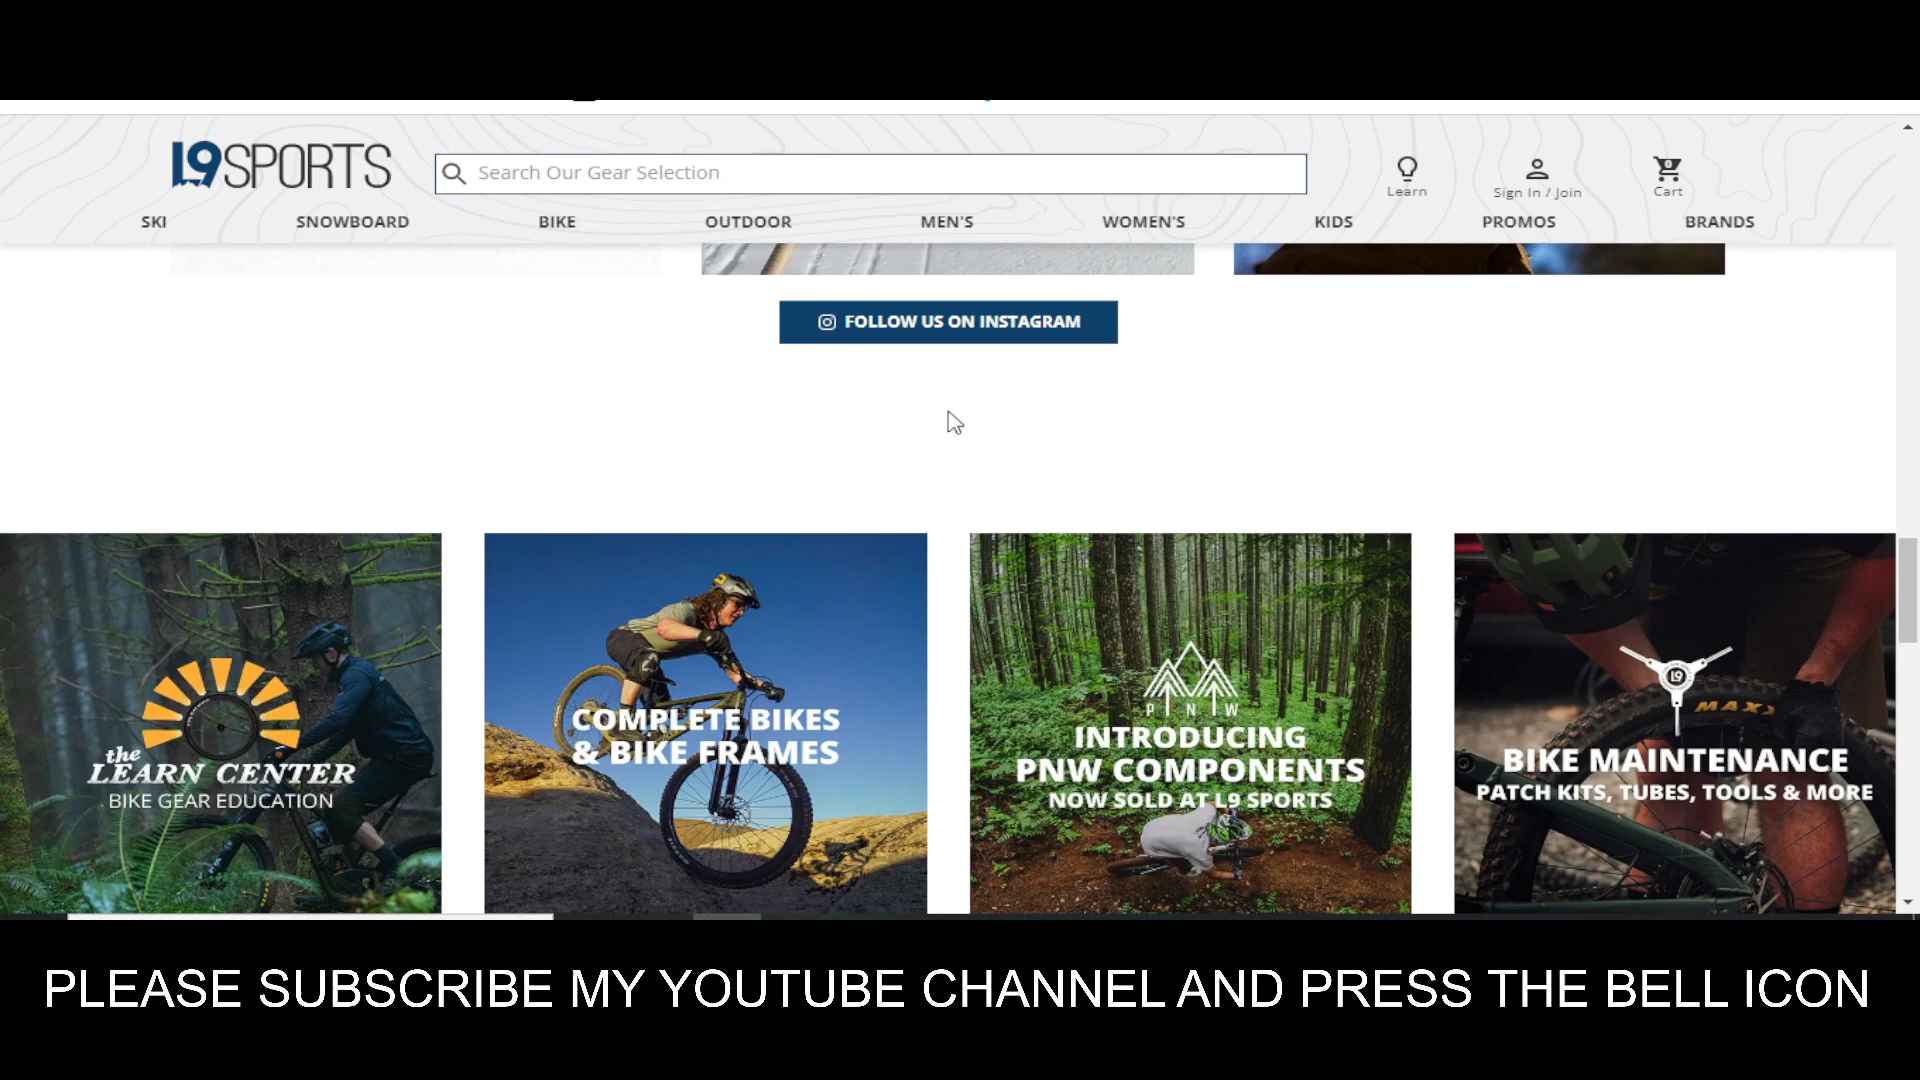 L9SPORTS
Search Our Gear Selection
Learn
Sign In / Join
0
Cart
SKI
SNOWBOARD
BIKE
OUTDOOR
MEN'S
WOMEN'S
KIDS
PROMOS
BRANDS
FOLLOW US ON INSTAGRAM
the
LEARN CENTER
BIKE GEAR EDUCATION
COMPLETE BIKES
& BIKE FRAMES
PNW
INTRODUCING
PNW COMPONENTS
NOW SOLD AT L9 SPORTS
L9
MAXX
BIKE MAINTENANCE
PATCH KITS, TUBES, TOOLS & MORE
PLEASE SUBSCRIBE MY YOUTUBE CHANNEL AND PRESS THE BELL ICON